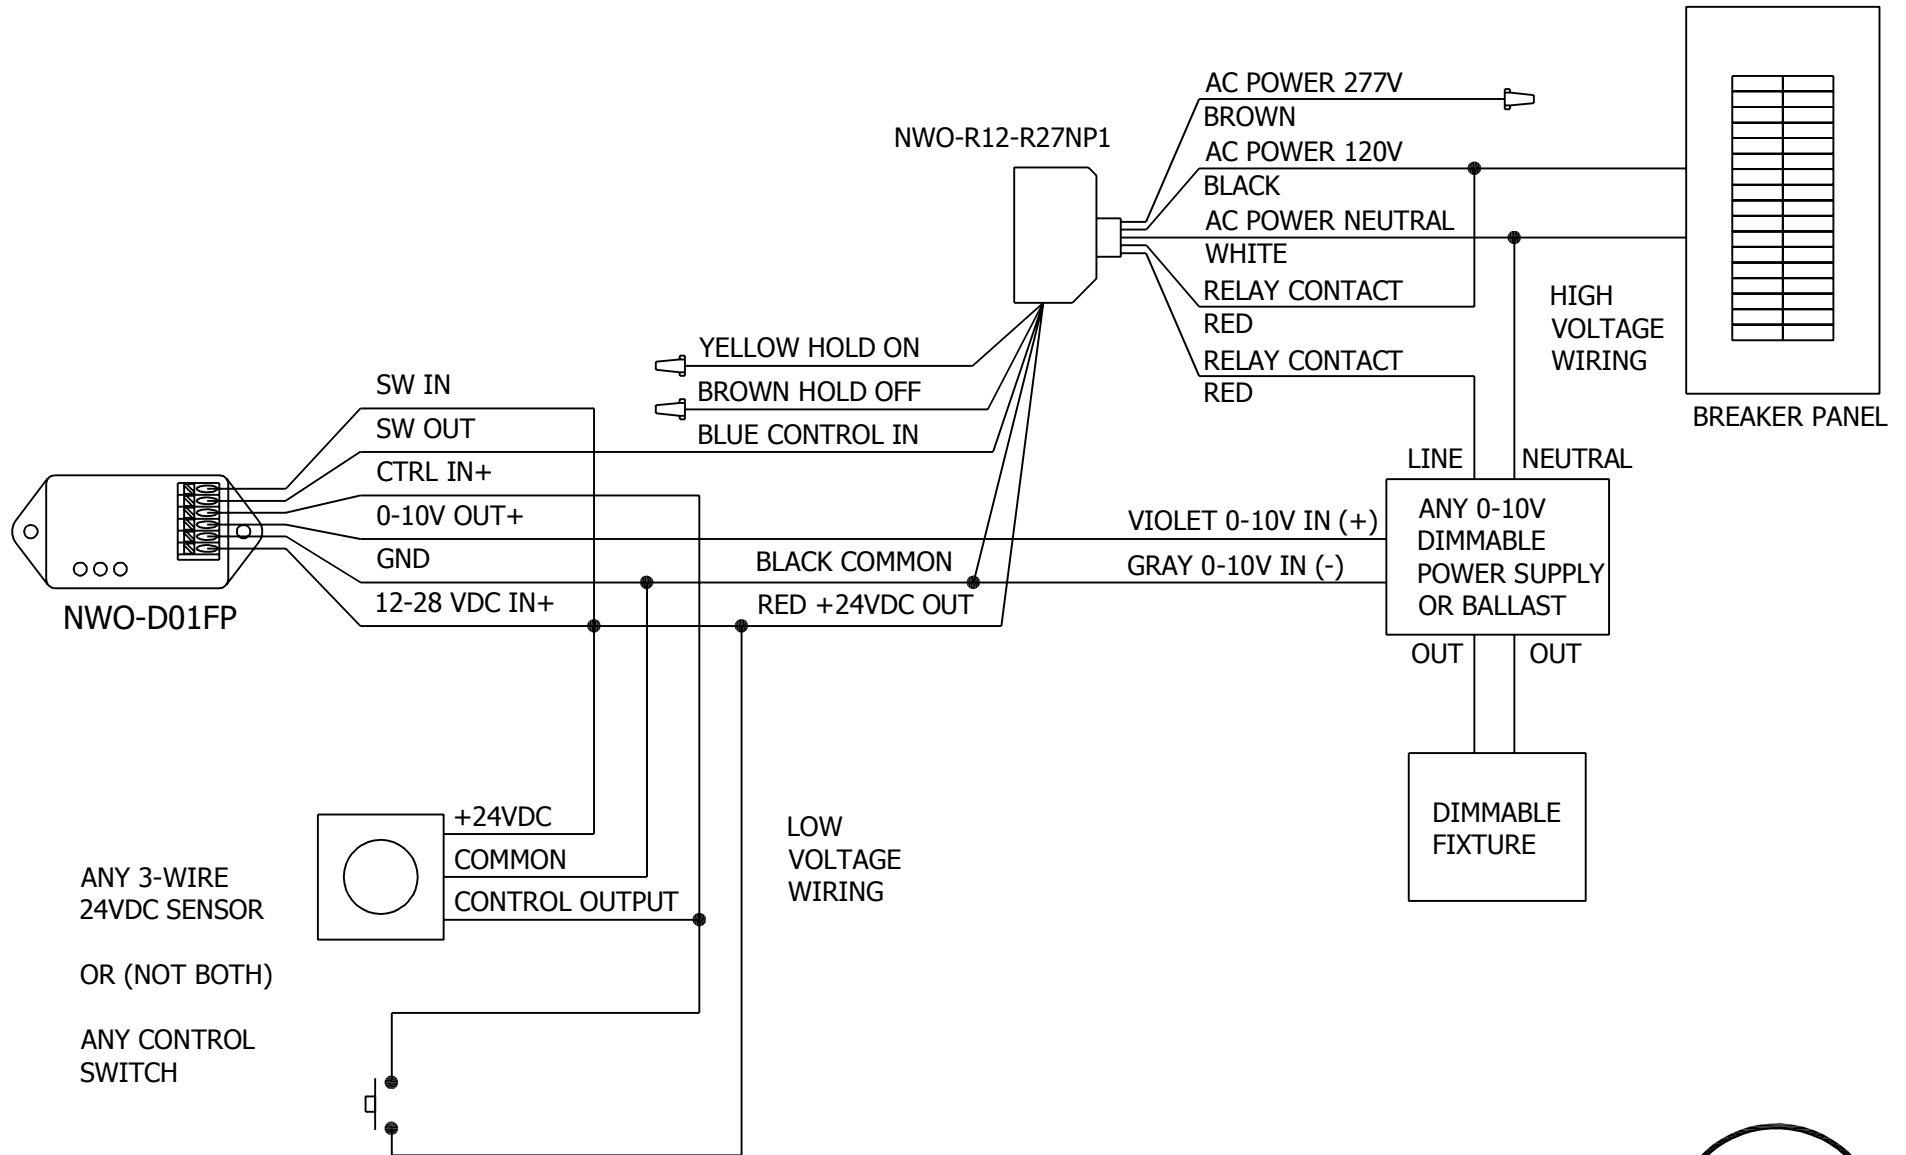 AC POWER 277V
BROWN
NWO-R12-R27NP1
AC POWER 120V
BLACK
AC POWER NEUTRAL
WHITE
RELAY CONTACT
RED
RELAY CONTACT
RED
HIGH
VOLTAGE
WIRING
BREAKER PANEL
YELLOW HOLD ON
BROWN HOLD OFF
BLUE CONTROL IN
SW IN
SW OUT
CTRL IN+
0-10V OUT+
GND
12-28 VDC IN+
NWO-D01FP
BLACK COMMON
RED +24VDC OUT
VIOLET 0-10V IN (+)
GRAY 0-10V IN (-)
LINE
NEUTRAL
ANY 0-10V
DIMMABLE
POWER SUPPLY
OR BALLAST
OUT
OUT
DIMMABLE
FIXTURE
+24VDC
COMMON
CONTROL OUTPUT
LOW
VOLTAGE
WIRING
ANY 3-WIRE
24VDC SENSOR
OR (NOT BOTH)
ANY CONTROL
SWITCH